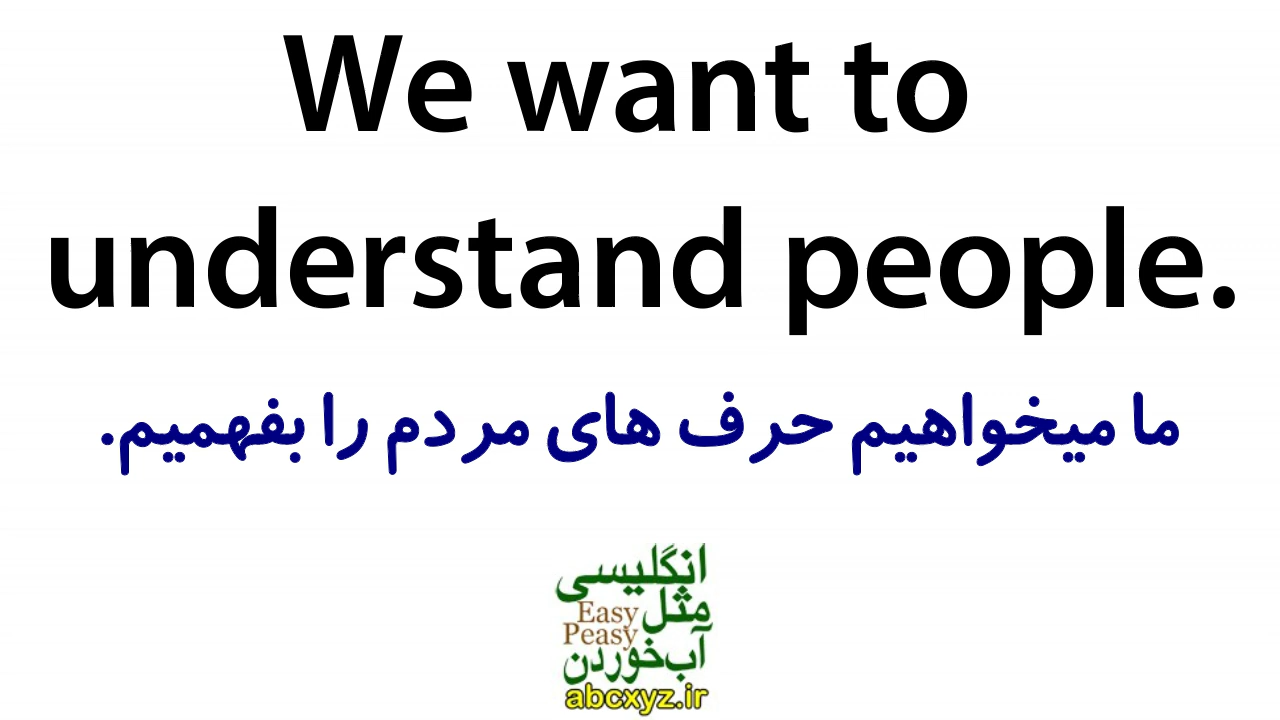 We want to
understand people.
ما میخواهیم حرف های مردم را بفهمیم.
انگلیسی
مثل
Easy
Peasy
آب‌خوردن
abcxyz.ir